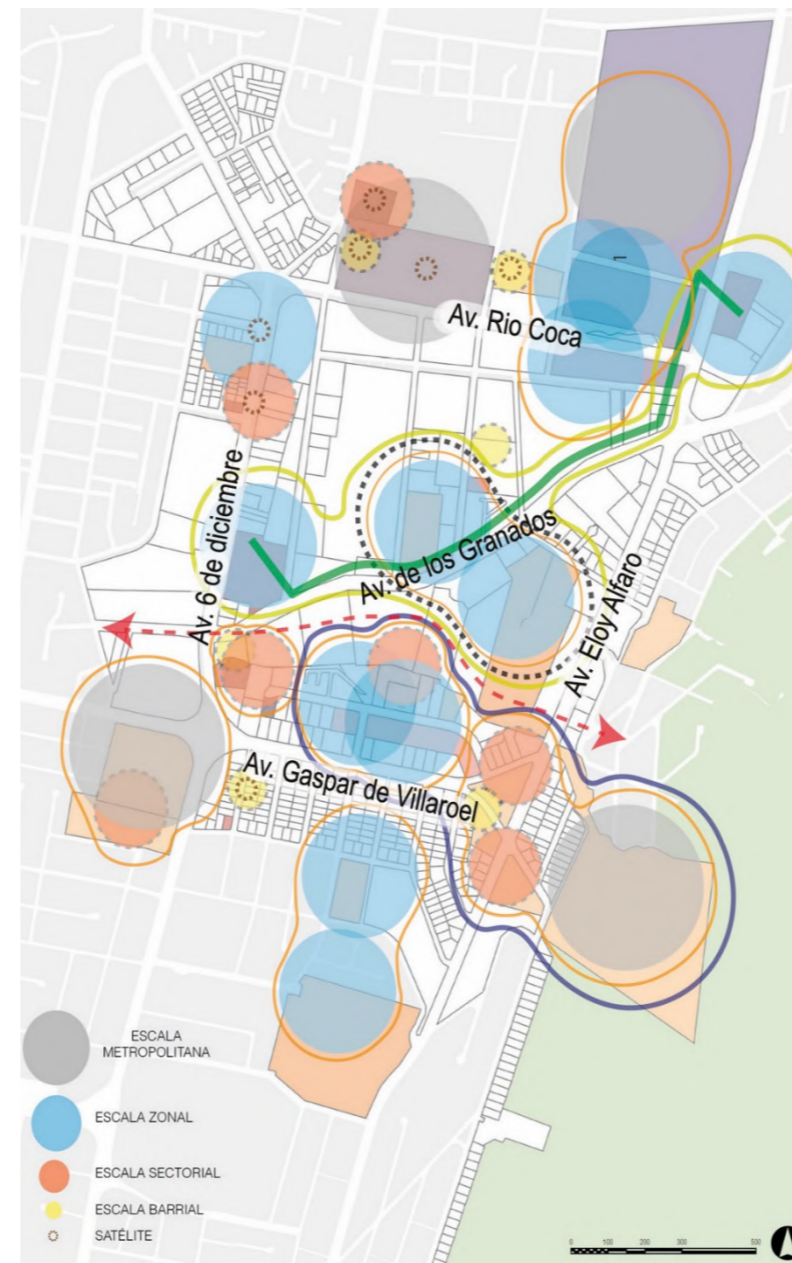 1
Av. Rio Coca
Av. 6 de diciembre
Av. de los Granados
Av. Eloy Alfaro
Av. Gaspar de Villaroel
ESCALA
METROPOLITANA
ESCALA ZONAL
ESCALA SECTORIAL
ESCALA BARRIAL
SATÉLITE
0 100 200 300 500